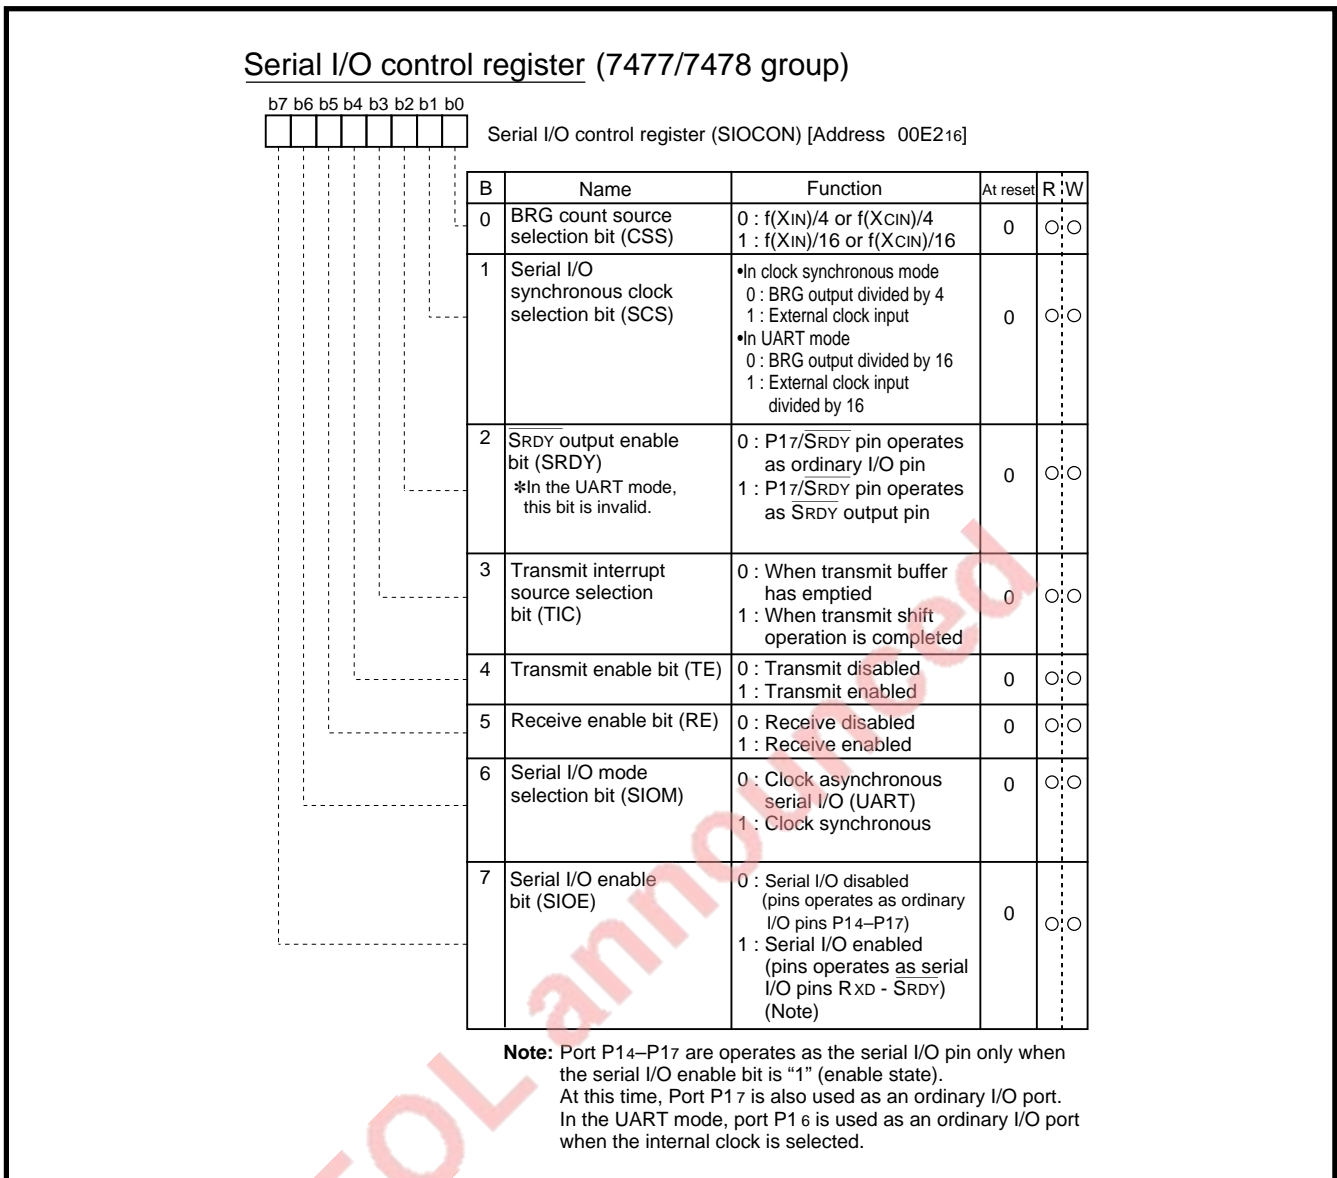 Serial I/O control register (7477/7478 group)
b7 b6 b5 b4 b3 b2 b1 b0
Serial I/O control register (SIOCON) [Address 00E216]
B Name Function At reset R W
0 BRG count source selection bit (CSS)
0 : f(XIN)/4 or f(XCIN)/4
1 : f(XIN)/16 or f(XCIN)/16
0
1 Serial I/O
synchronous clock
selection bit (SCS)
•In clock synchronous mode
0 : BRG output divided by 4
1 : External clock input
•In UART mode
0 : BRG output divided by 16
1 : External clock input
divided by 16
0
2 SRDY output enable
bit (SRDY)
✽In the UART mode,
this bit is invalid.
0 : P17/SRDY pin operates
as ordinary I/O pin
1 : P17/SRDY pin operates
as SRDY output pin
0
3 Transmit interrupt
source selection
bit (TIC)
0 : When transmit buffer
has emptied
1 : When transmit shift
operation is completed
0
4 Transmit enable bit (TE)
0 : Transmit disabled
1 : Transmit enabled
0
5 Receive enable bit (RE)
0 : Receive disabled
1 : Receive enabled
0
6 Serial I/O mode
selection bit (SIOM)
0 : Clock asynchronous
serial I/O (UART)
1 : Clock synchronous
0
7 Serial I/O enable
bit (SIOE)
0 : Serial I/O disabled
(pins operates as ordinary
I/O pins P14–P17)
1 : Serial I/O enabled
(pins operates as serial
I/O pins RXD - SRDY)
(Note)
0
Note: Port P14–P17 are operates as the serial I/O pin only when
the serial I/O enable bit is “1” (enable state).
At this time, Port P17 is also used as an ordinary I/O port.
In the UART mode, port P16 is used as an ordinary I/O port
when the internal clock is selected.
EOL announced